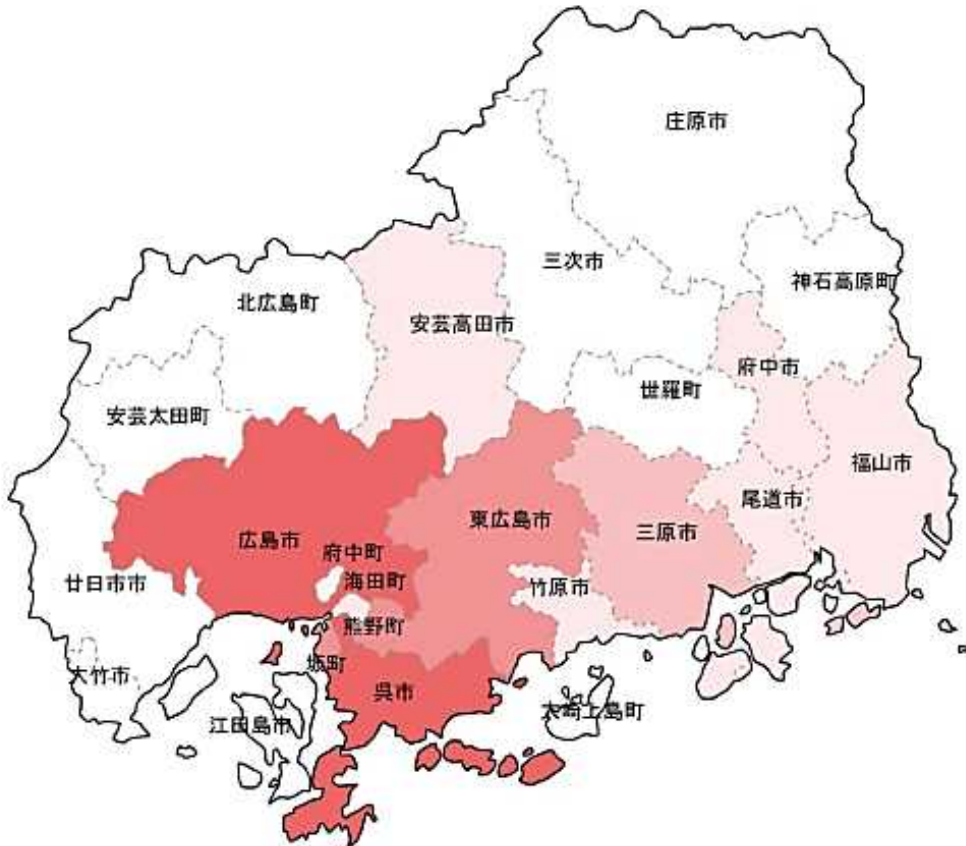 庄原市
三次市
神石高原町
北広島町
安芸高田市
府中市
世羅町
安芸太田町
福山市
尾道市
東広島市
三原市
広島市
府中町
海田町
竹原市
廿日市市
熊野町
坂町
大竹市
呉市
江田島市
大崎上島町